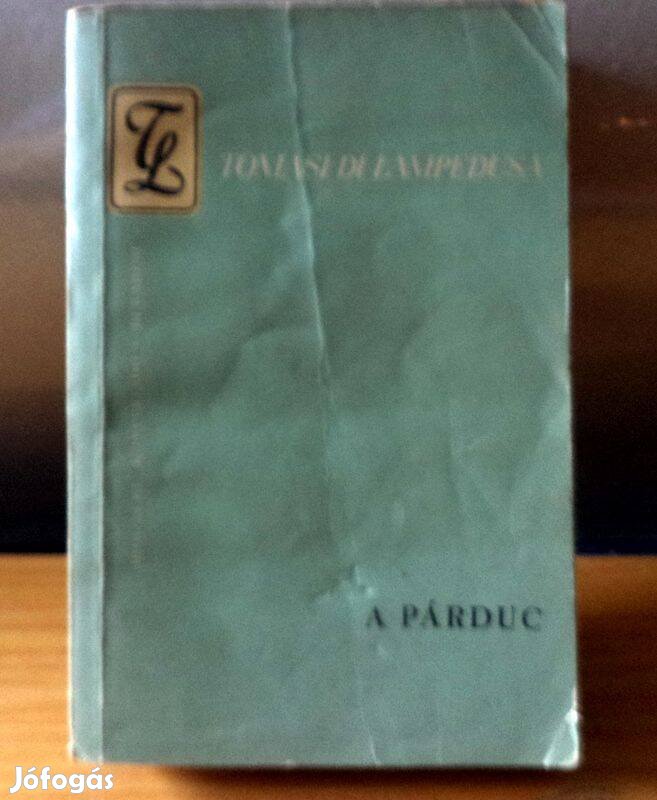 TL
TOMASI DI LAMPEDUSA
A PÁRDUC
Jófogás